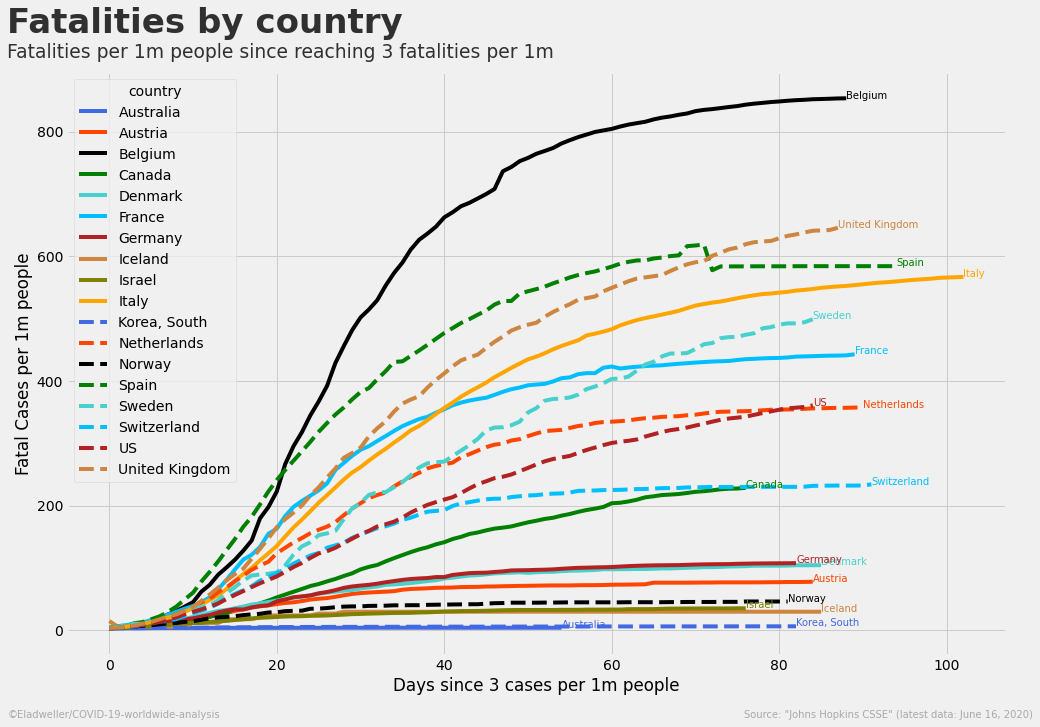 Fatalities by country
Fatalities per 1m people since reaching 3 fatalities per 1m
country
Australia
Austria
Belgium
Canada
Denmark
France
Germany
Iceland
Israel
Italy
Korea, South
Netherlands
Norway
Spain
Sweden
Switzerland
US
United Kingdom
Fatal Cases per 1m people
800
600
400
200
0
Belgium
United Kingdom
Spain
Italy
Sweden
France
US
Netherlands
Canada
Switzerland
Germany
Denmark
Austria
Norway
Israel
Iceland
Australia
Korea, South
0 20 40 60 80 100
Days since 3 cases per 1m people
©Eladweller/COVID-19-worldwide-analysis
Source: "Johns Hopkins CSSE" (latest data: June 16, 2020)